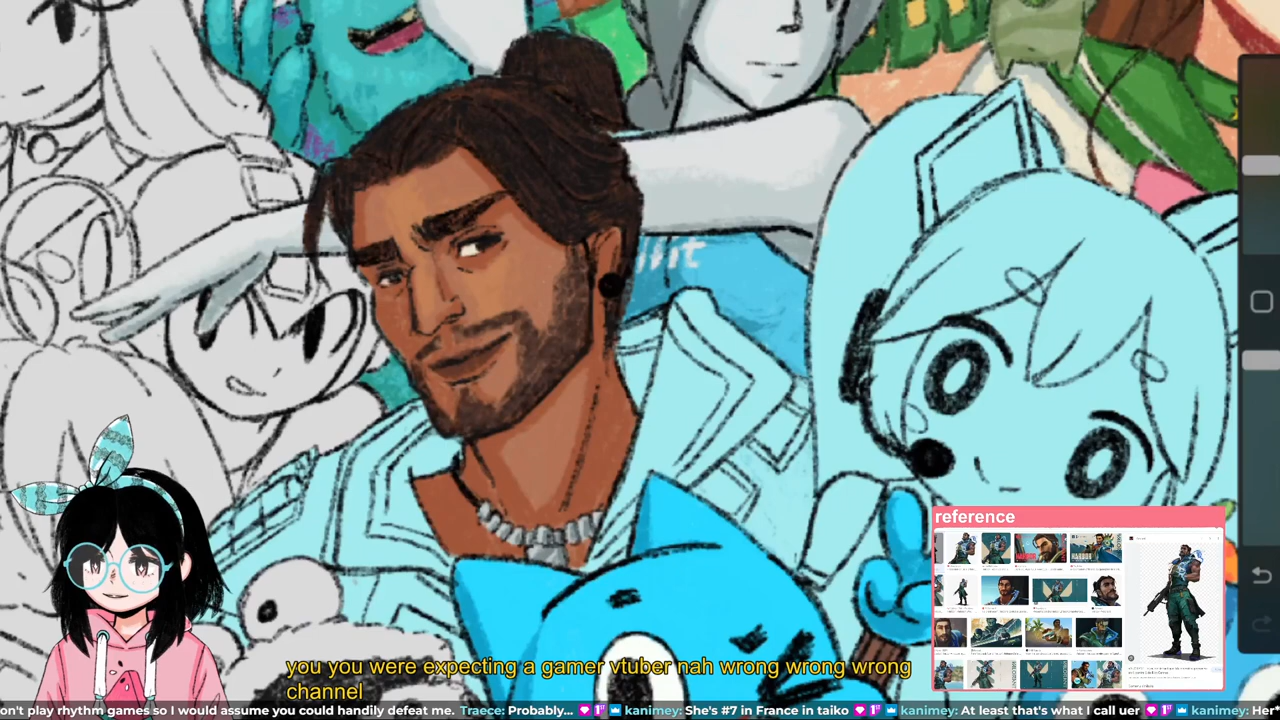 reference
you you were expecting a gamer vtuber nah wrong wrong wrong
channel
on't play rhythm games so I would assume you could handily defeat me. Traece: Probably... kanimey: She's #7 in France in taiko kanimey: At least that's what I call uer kanimey: Her*